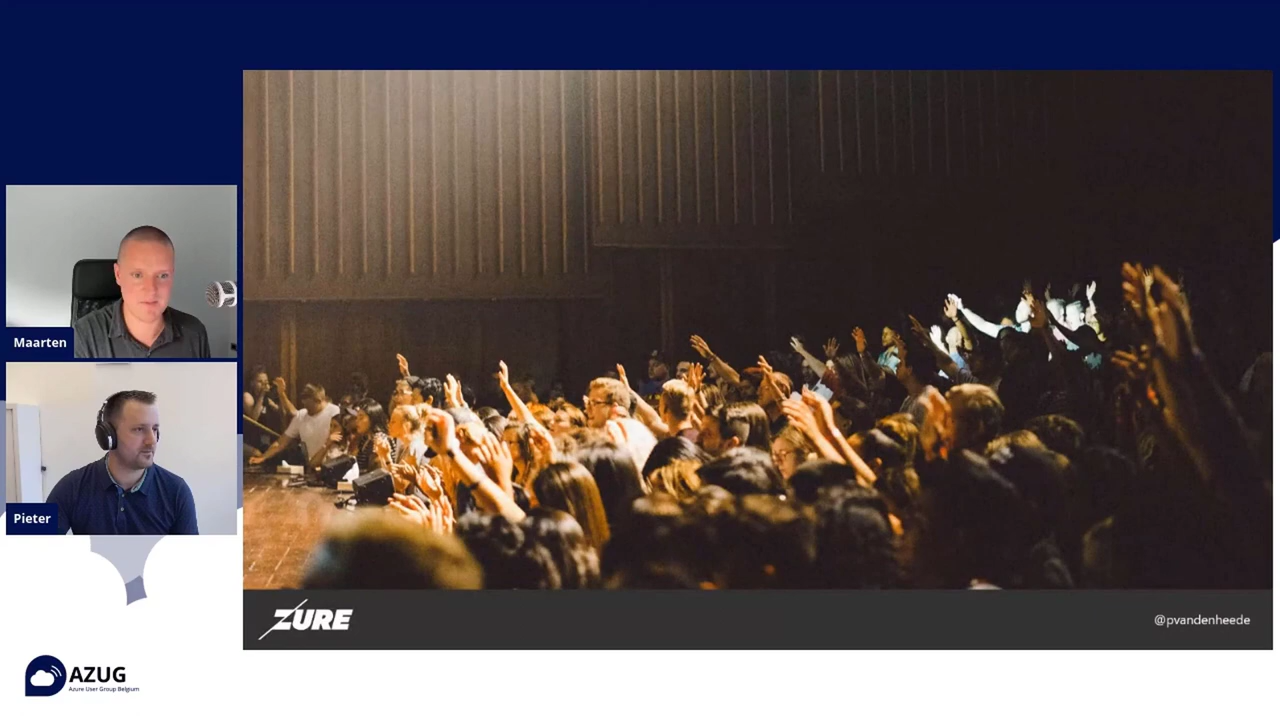 Maarten
Pieter
ZURE
@pvandenheede
AZUG
Azure User Group Belgium